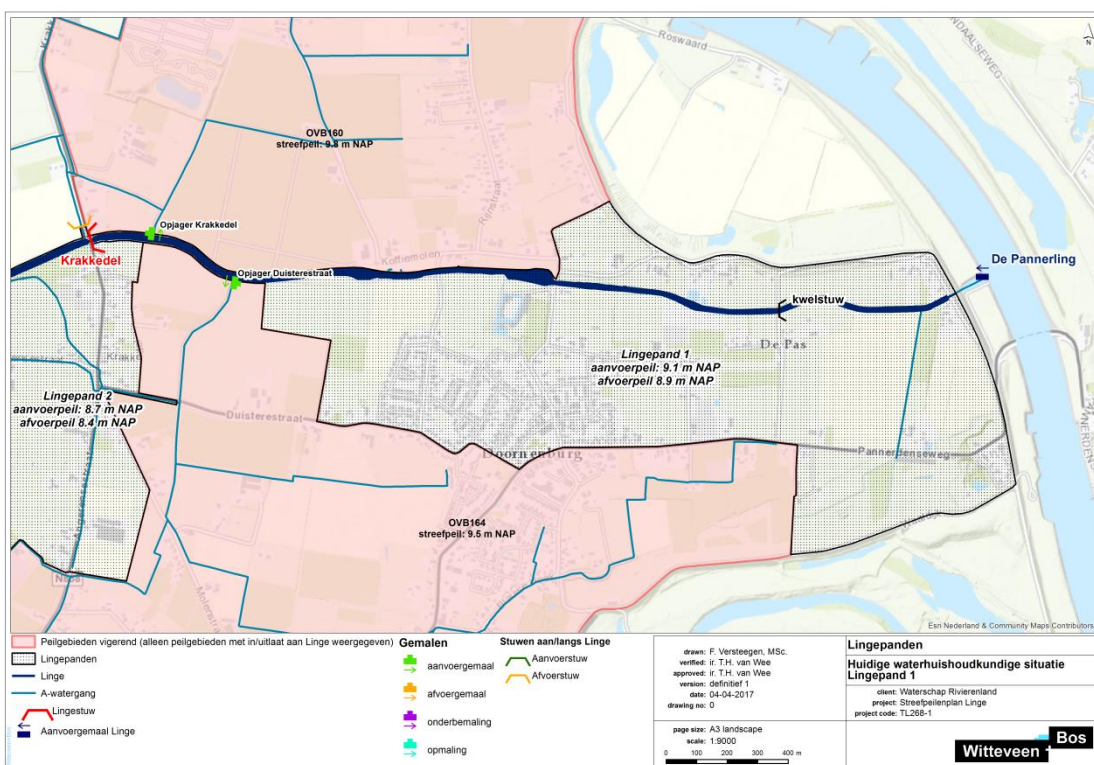 Roswaard
OVB160
streefpeil: 9.8 m NAP
Rijnstraat
Opjager Krakkedel
Krakkedel
Koffiemolen
Opjager Duisterestraat
De Pannerling
kwelstuw
De Pas
Lingepand 1
aanvoerpeil: 9.1 m NAP
afvoerpeil 8.9 m NAP
Lingepand 2
aanvoerpeil: 8.7 m NAP
afvoerpeil 8.4 m NAP
Duisterestraat
Doornenburg
Pannerdenseweg
OVB164
streefpeil: 9.5 m NAP
N
Esri Nederland & Community Maps Contributors
Peilgebieden vigerend (alleen peilgebieden met in/uitlaat aan Linge weergegeven)
Lingepanden
Linge
A-watergang
Lingestuw
Aanvoergemaal Linge
Gemalen
aanvoergemaal
afvoergemaal
onderbemaling
opmaling
Stuwen aan/langs Linge
Aanvoerstuw
Afvoerstuw
drawn: F. Versteegen, MSc.
verified: ir. T.H. van Wee
approved: ir. T.H. van Wee
version: definitief 1
date: 04-04-2017
drawing no: 0
page size: A3 landscape
scale: 1:9000
0 100 200 300 400 m
Lingepanden
Huidige waterhuishoudkundige situatie
Lingepand 1
client: Waterschap Rivierenland
project: Streefpeilenplan Linge
project code: TL268-1
Witteveen + Bos